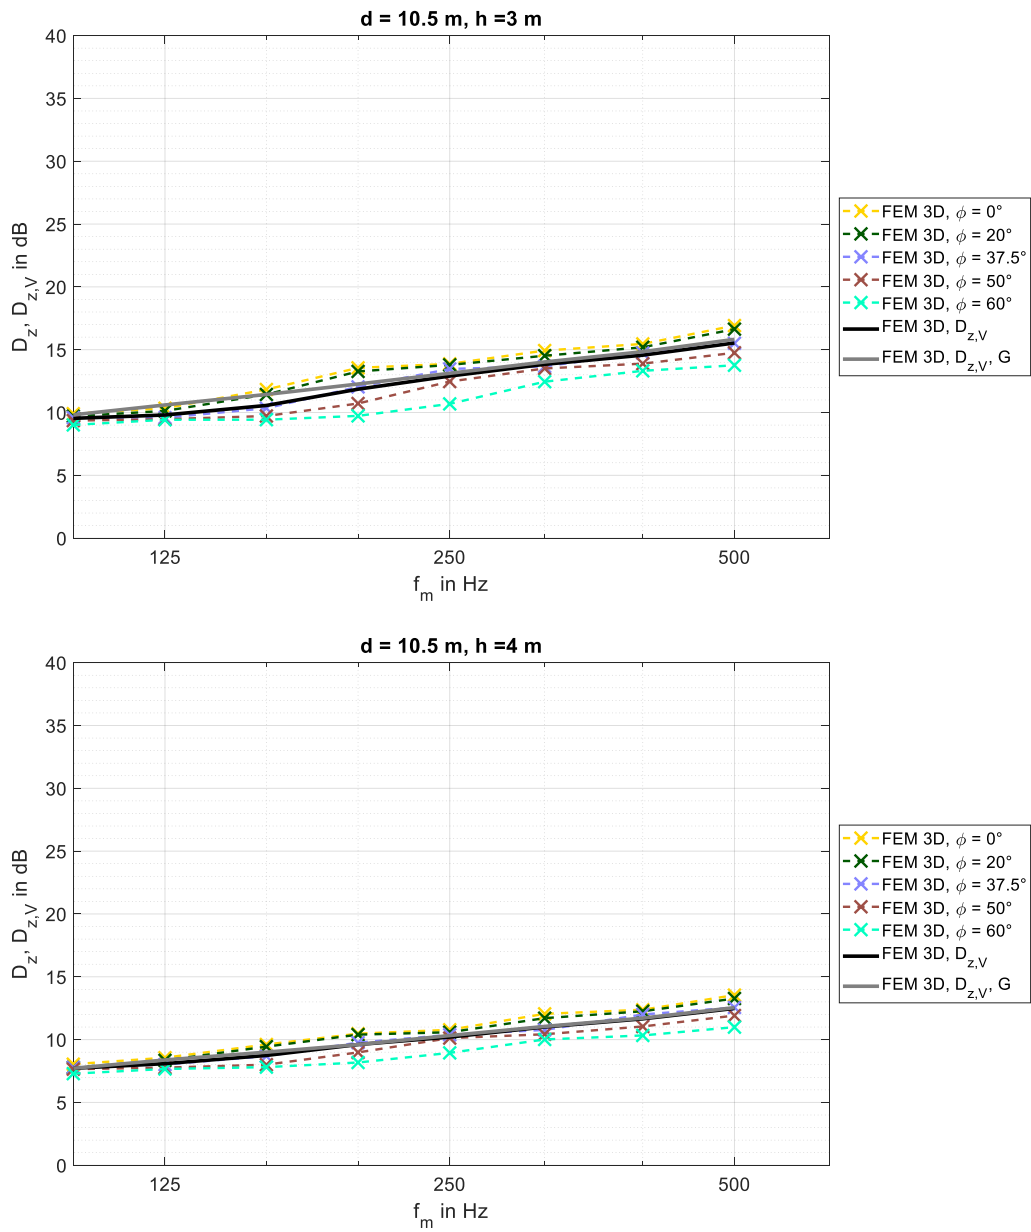 d = 10.5 m, h =3 m
40
35
30
25
20
15
10
5
0
D_z, D_z,V in dB
125 250 500
f_m in Hz
FEM 3D, ϕ = 0°
FEM 3D, ϕ = 20°
FEM 3D, ϕ = 37.5°
FEM 3D, ϕ = 50°
FEM 3D, ϕ = 60°
FEM 3D, D_z,V
FEM 3D, D_z,V, G
d = 10.5 m, h =4 m
40
35
30
25
20
15
10
5
0
D_z, D_z,V in dB
125 250 500
f_m in Hz
FEM 3D, ϕ = 0°
FEM 3D, ϕ = 20°
FEM 3D, ϕ = 37.5°
FEM 3D, ϕ = 50°
FEM 3D, ϕ = 60°
FEM 3D, D_z,V
FEM 3D, D_z,V, G